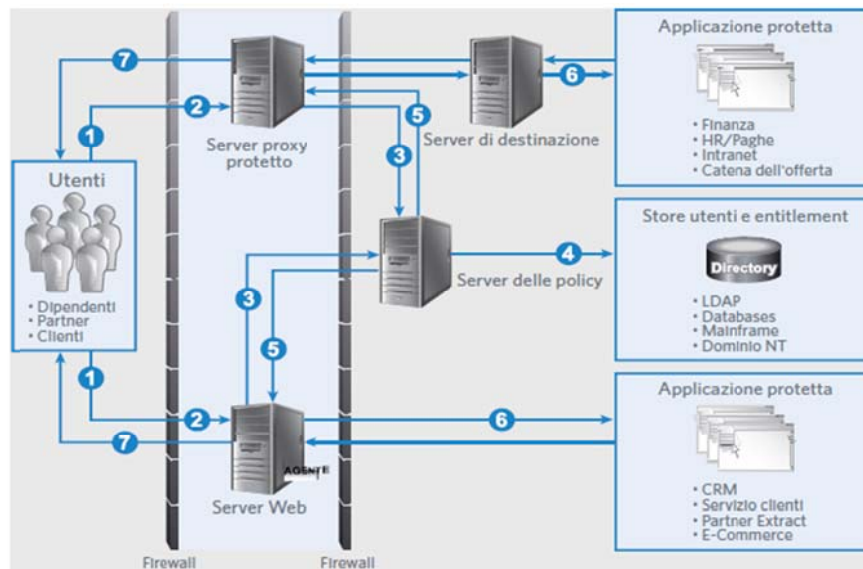 7
6
Applicazione protetta
• Finanza
• HR/Paghe
• Intranet
• Catena dell'offerta
2
5
1
Server proxy
protetto
3
Server di destinazione
Utenti
• Dipendenti
• Partner
• Clienti
Store utenti e entitlement
Directory
• LDAP
• Databases
• Mainframe
• Dominio NT
4
3
Server delle policy
5
1
2
6
7
AGENTE
Server Web
Applicazione protetta
• CRM
• Servizio clienti
• Partner Extract
• E-Commerce
Firewall
Firewall